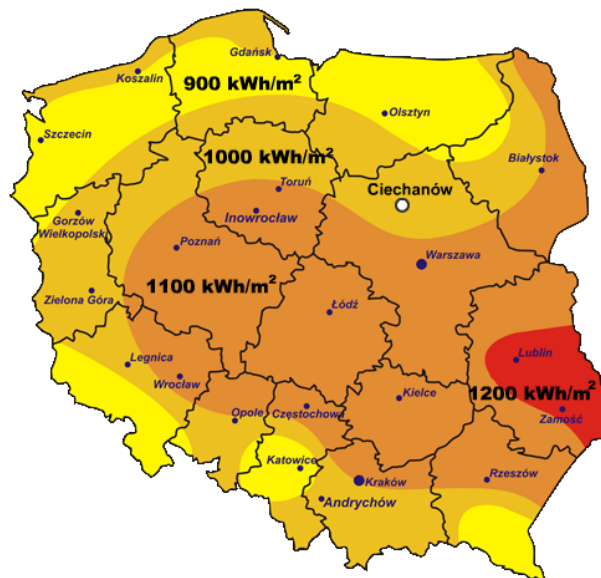 Gdańsk
Koszalin
900 kWh/m²
Olsztyn
Szczecin
1000 kWh/m²
Białystok
Toruń
Ciechanów
Gorzów
Wielkopolski
Inowrocław
Poznań
Warszawa
1100 kWh/m²
Zielona Góra
Łódź
Lublin
Legnica
Wrocław
1200 kWh/m²
Kielce
Opole
Częstochowa
Zamość
Katowice
Kraków
Rzeszów
Andrychów